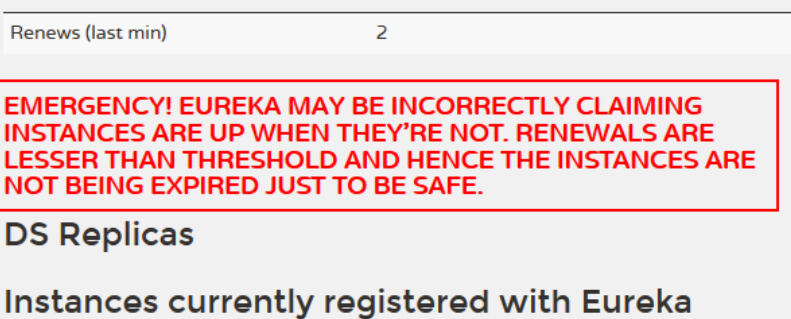 Renews (last min) 2
EMERGENCY! EUREKA MAY BE INCORRECTLY CLAIMING
INSTANCES ARE UP WHEN THEY’RE NOT. RENEWALS ARE
LESSER THAN THRESHOLD AND HENCE THE INSTANCES ARE
NOT BEING EXPIRED JUST TO BE SAFE.
DS Replicas
Instances currently registered with Eureka